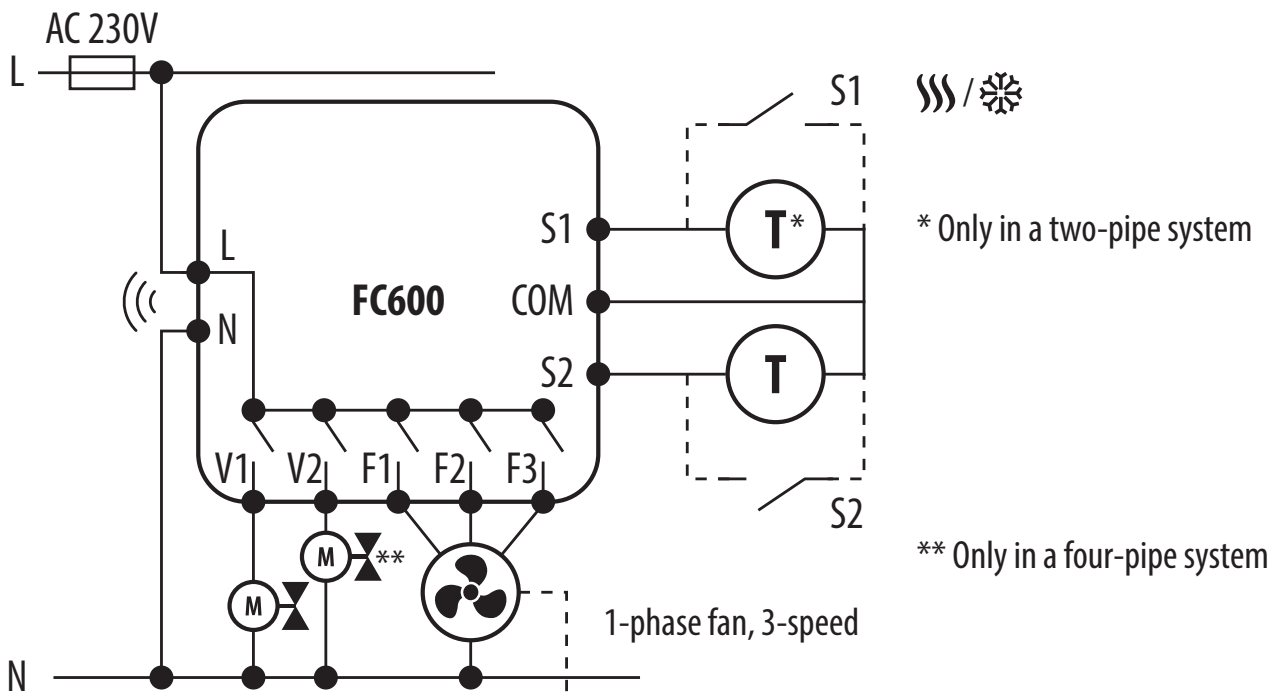 AC 230V
L
S1
S1
T*
* Only in a two-pipe system
L
FC600
COM
N
S2
T
V1 V2 F1 F2 F3
S2
M **
** Only in a four-pipe system
M
1-phase fan, 3-speed
N